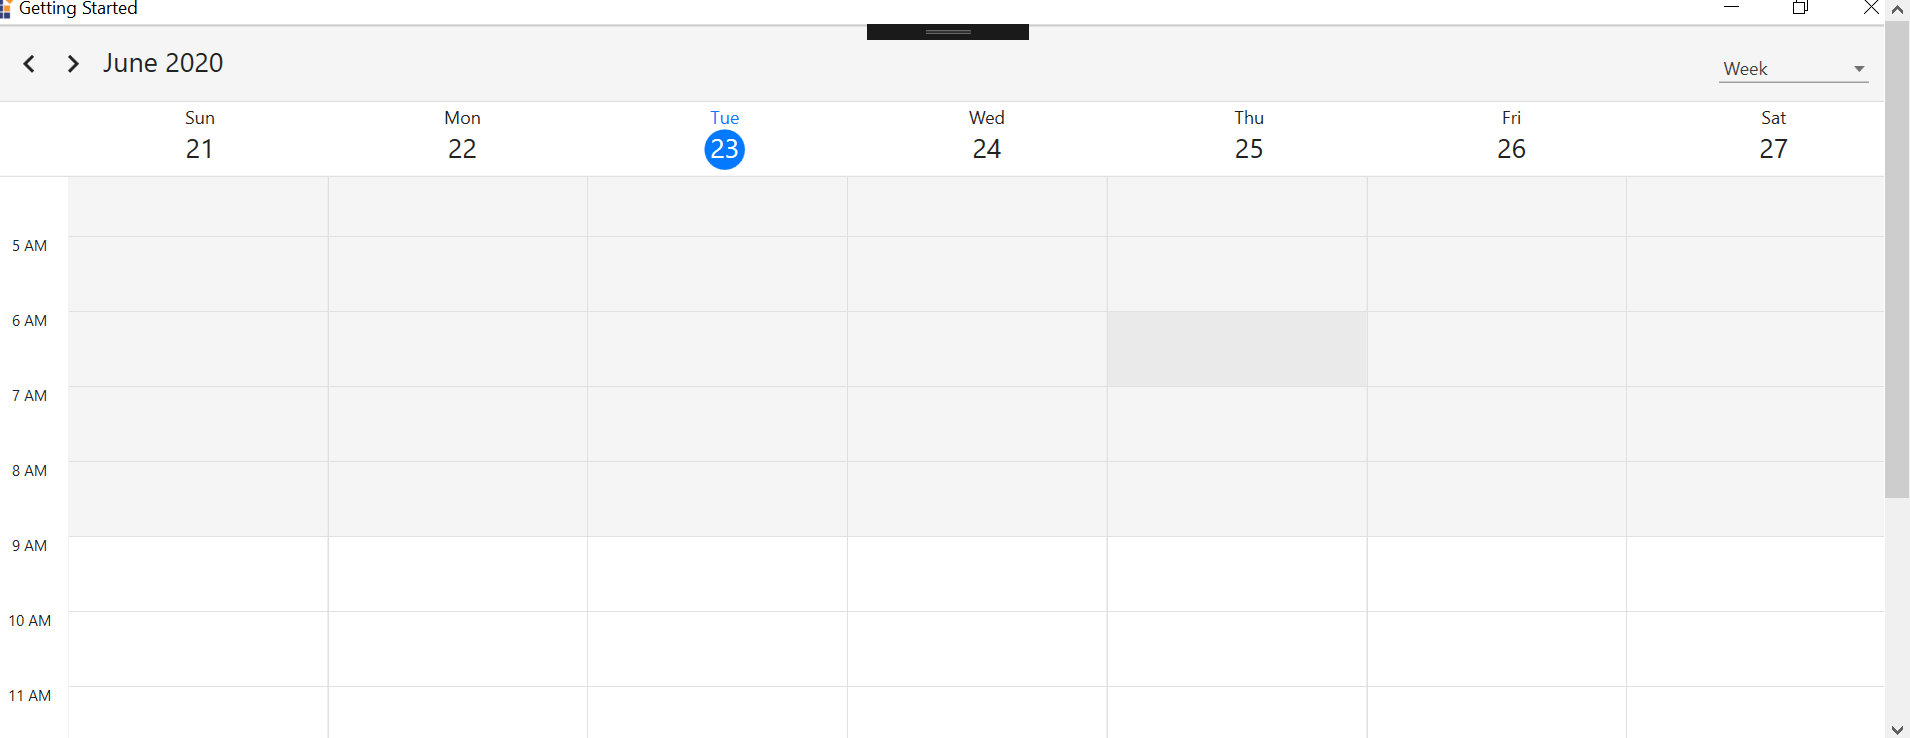 Getting Started
June 2020
Week
Sun Mon Tue Wed Thu Fri Sat
21 22 23 24 25 26 27
5 AM
6 AM
7 AM
8 AM
9 AM
10 AM
11 AM